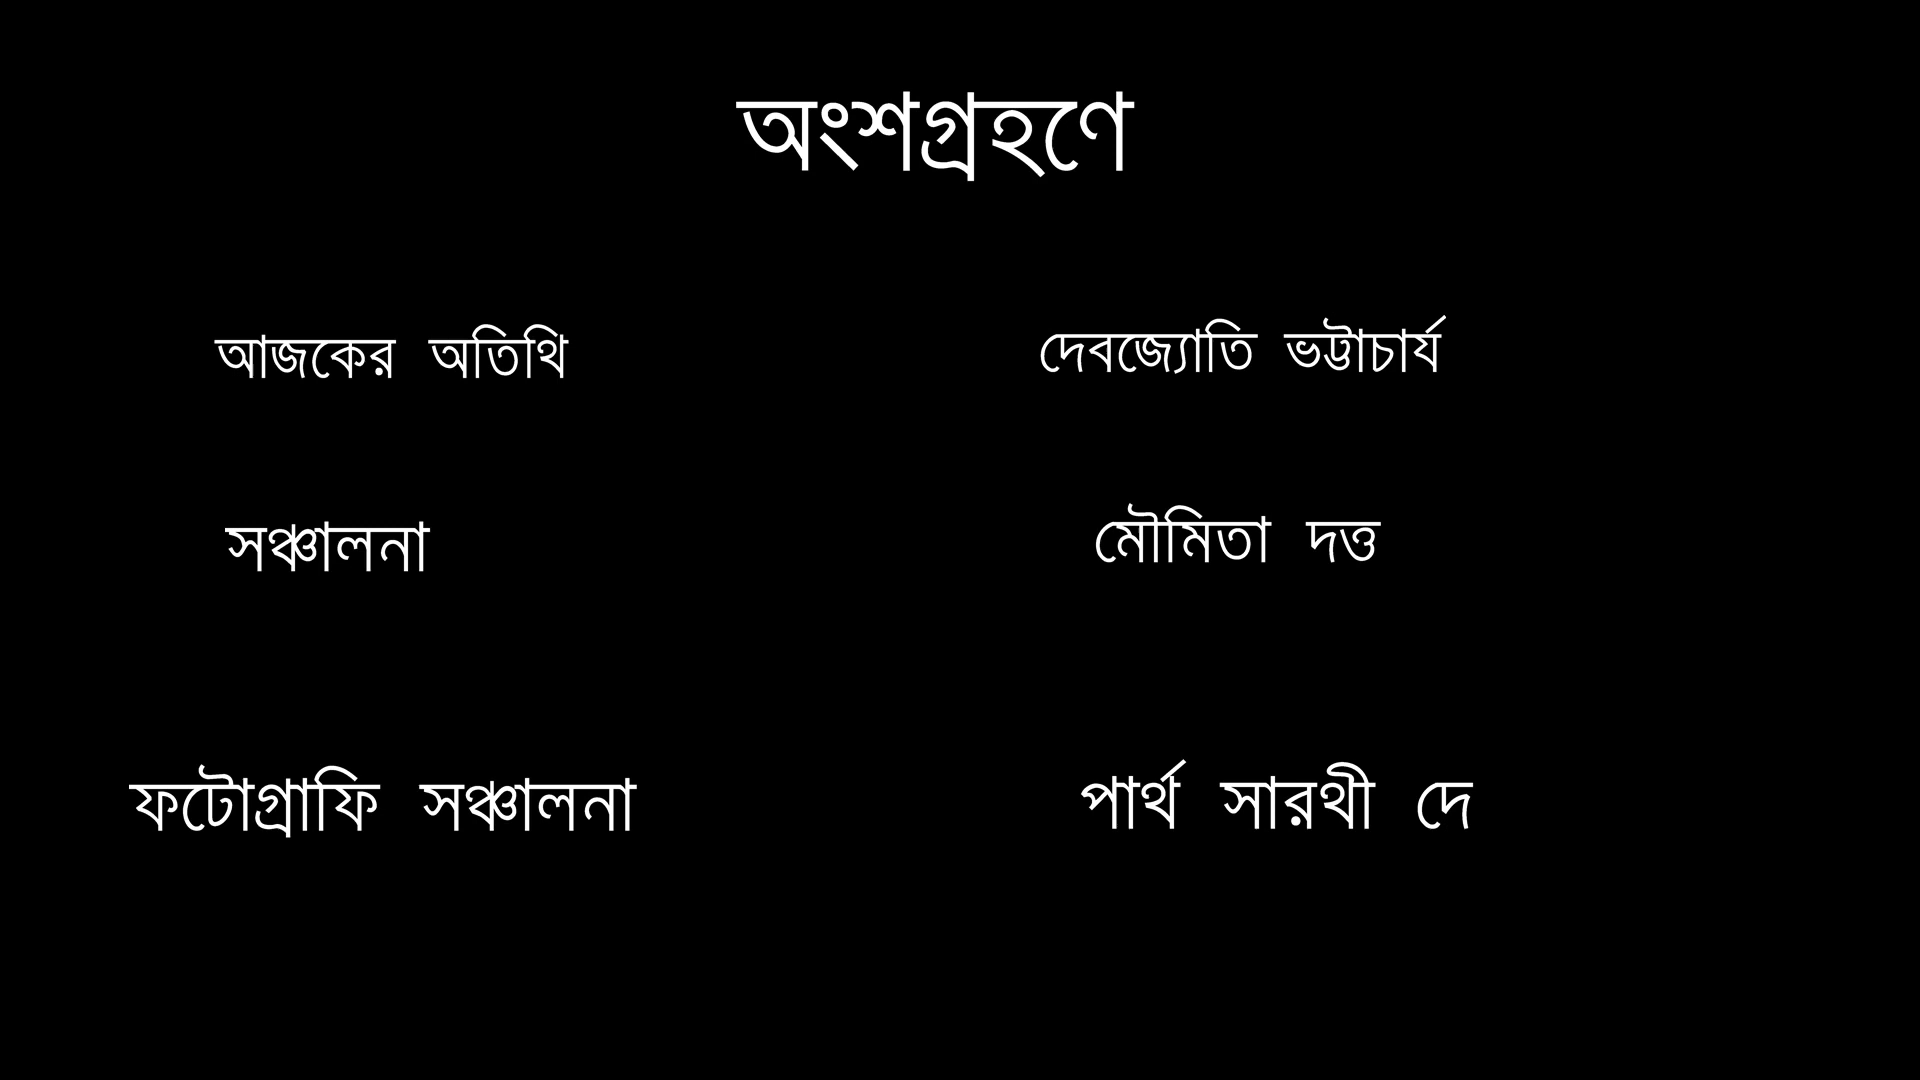 অংশগ্রহণে
আজকের অতিথি দেবজ্যোতি ভট্টাচার্য
সঞ্চালনা মৌমিতা দত্ত
ফটোগ্রাফি সঞ্চালনা পার্থ সারথী দে